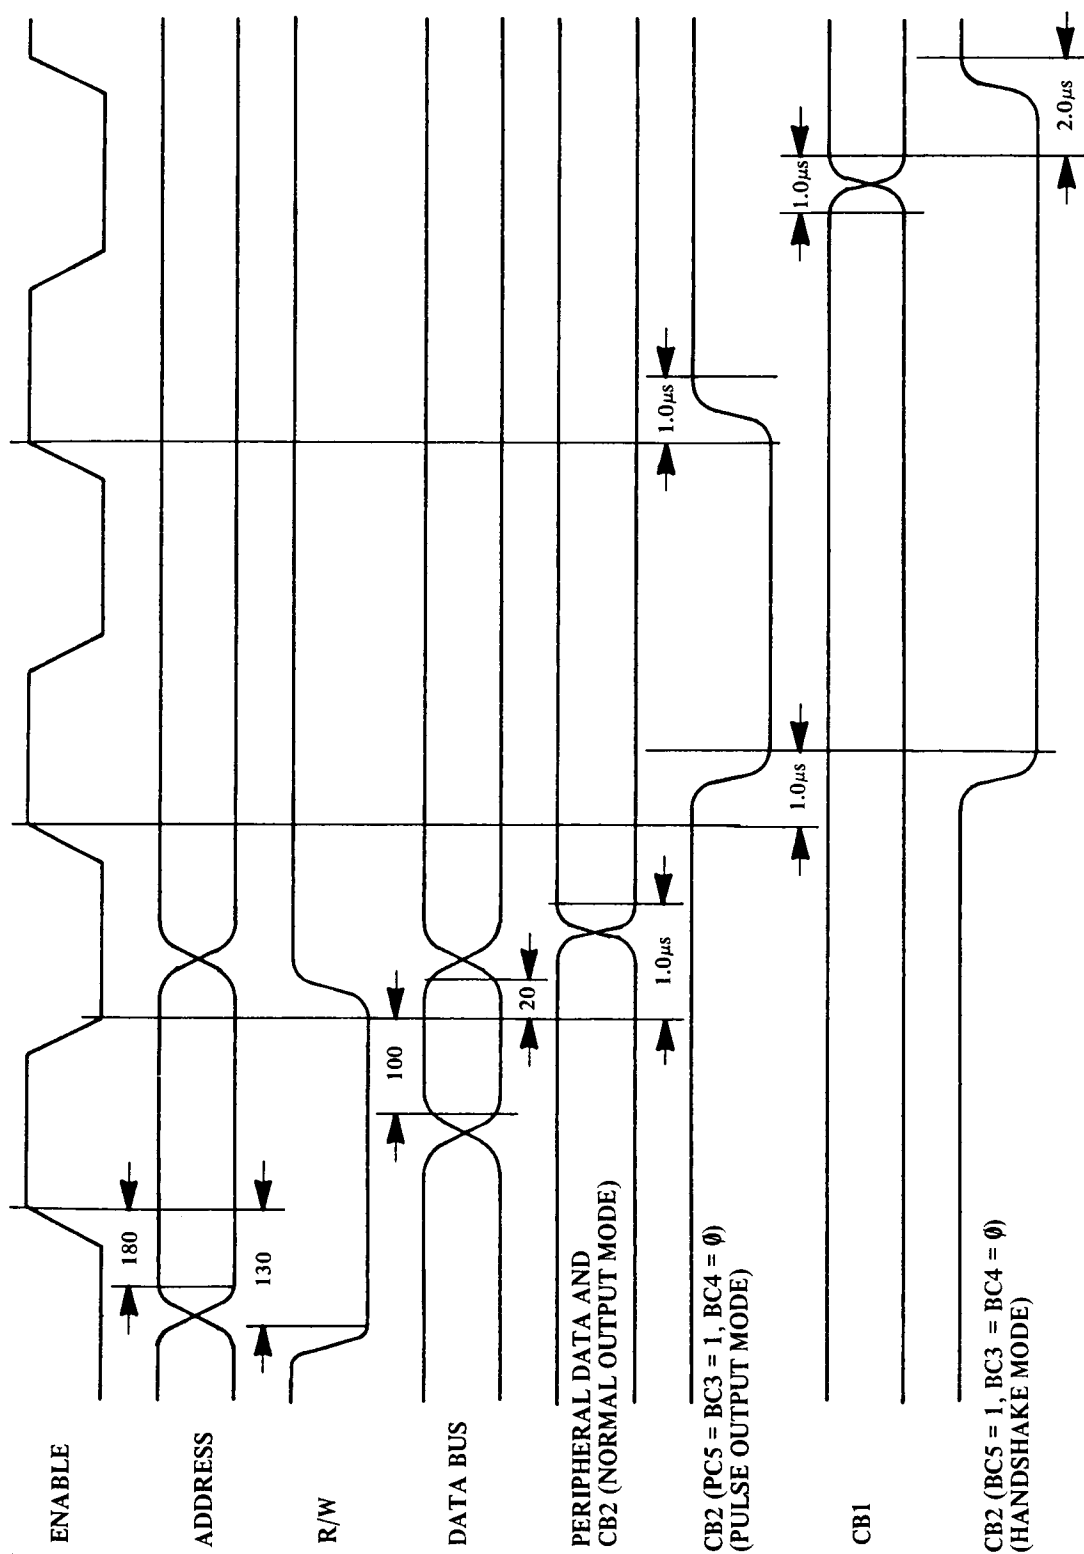 ENABLE
180
ADDRESS
130
R/W
100
DATA BUS
20
PERIPHERAL DATA AND
CB2 (NORMAL OUTPUT MODE)
1.0μs
1.0μs
CB2 (PC5 = BC3 = 1, BC4 = Ø)
(PULSE OUTPUT MODE)
1.0μs
1.0μs
CB1
CB2 (BC5 = 1, BC3 = BC4 = Ø)
(HANDSHAKE MODE)
2.0μs